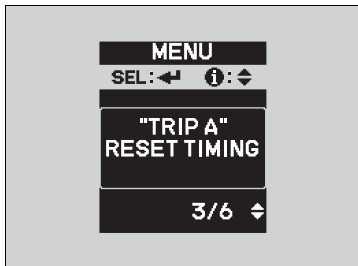 MENU
SEL:↵ ⓘ:◆
"TRIP A"
RESET TIMING
3/6 ◆